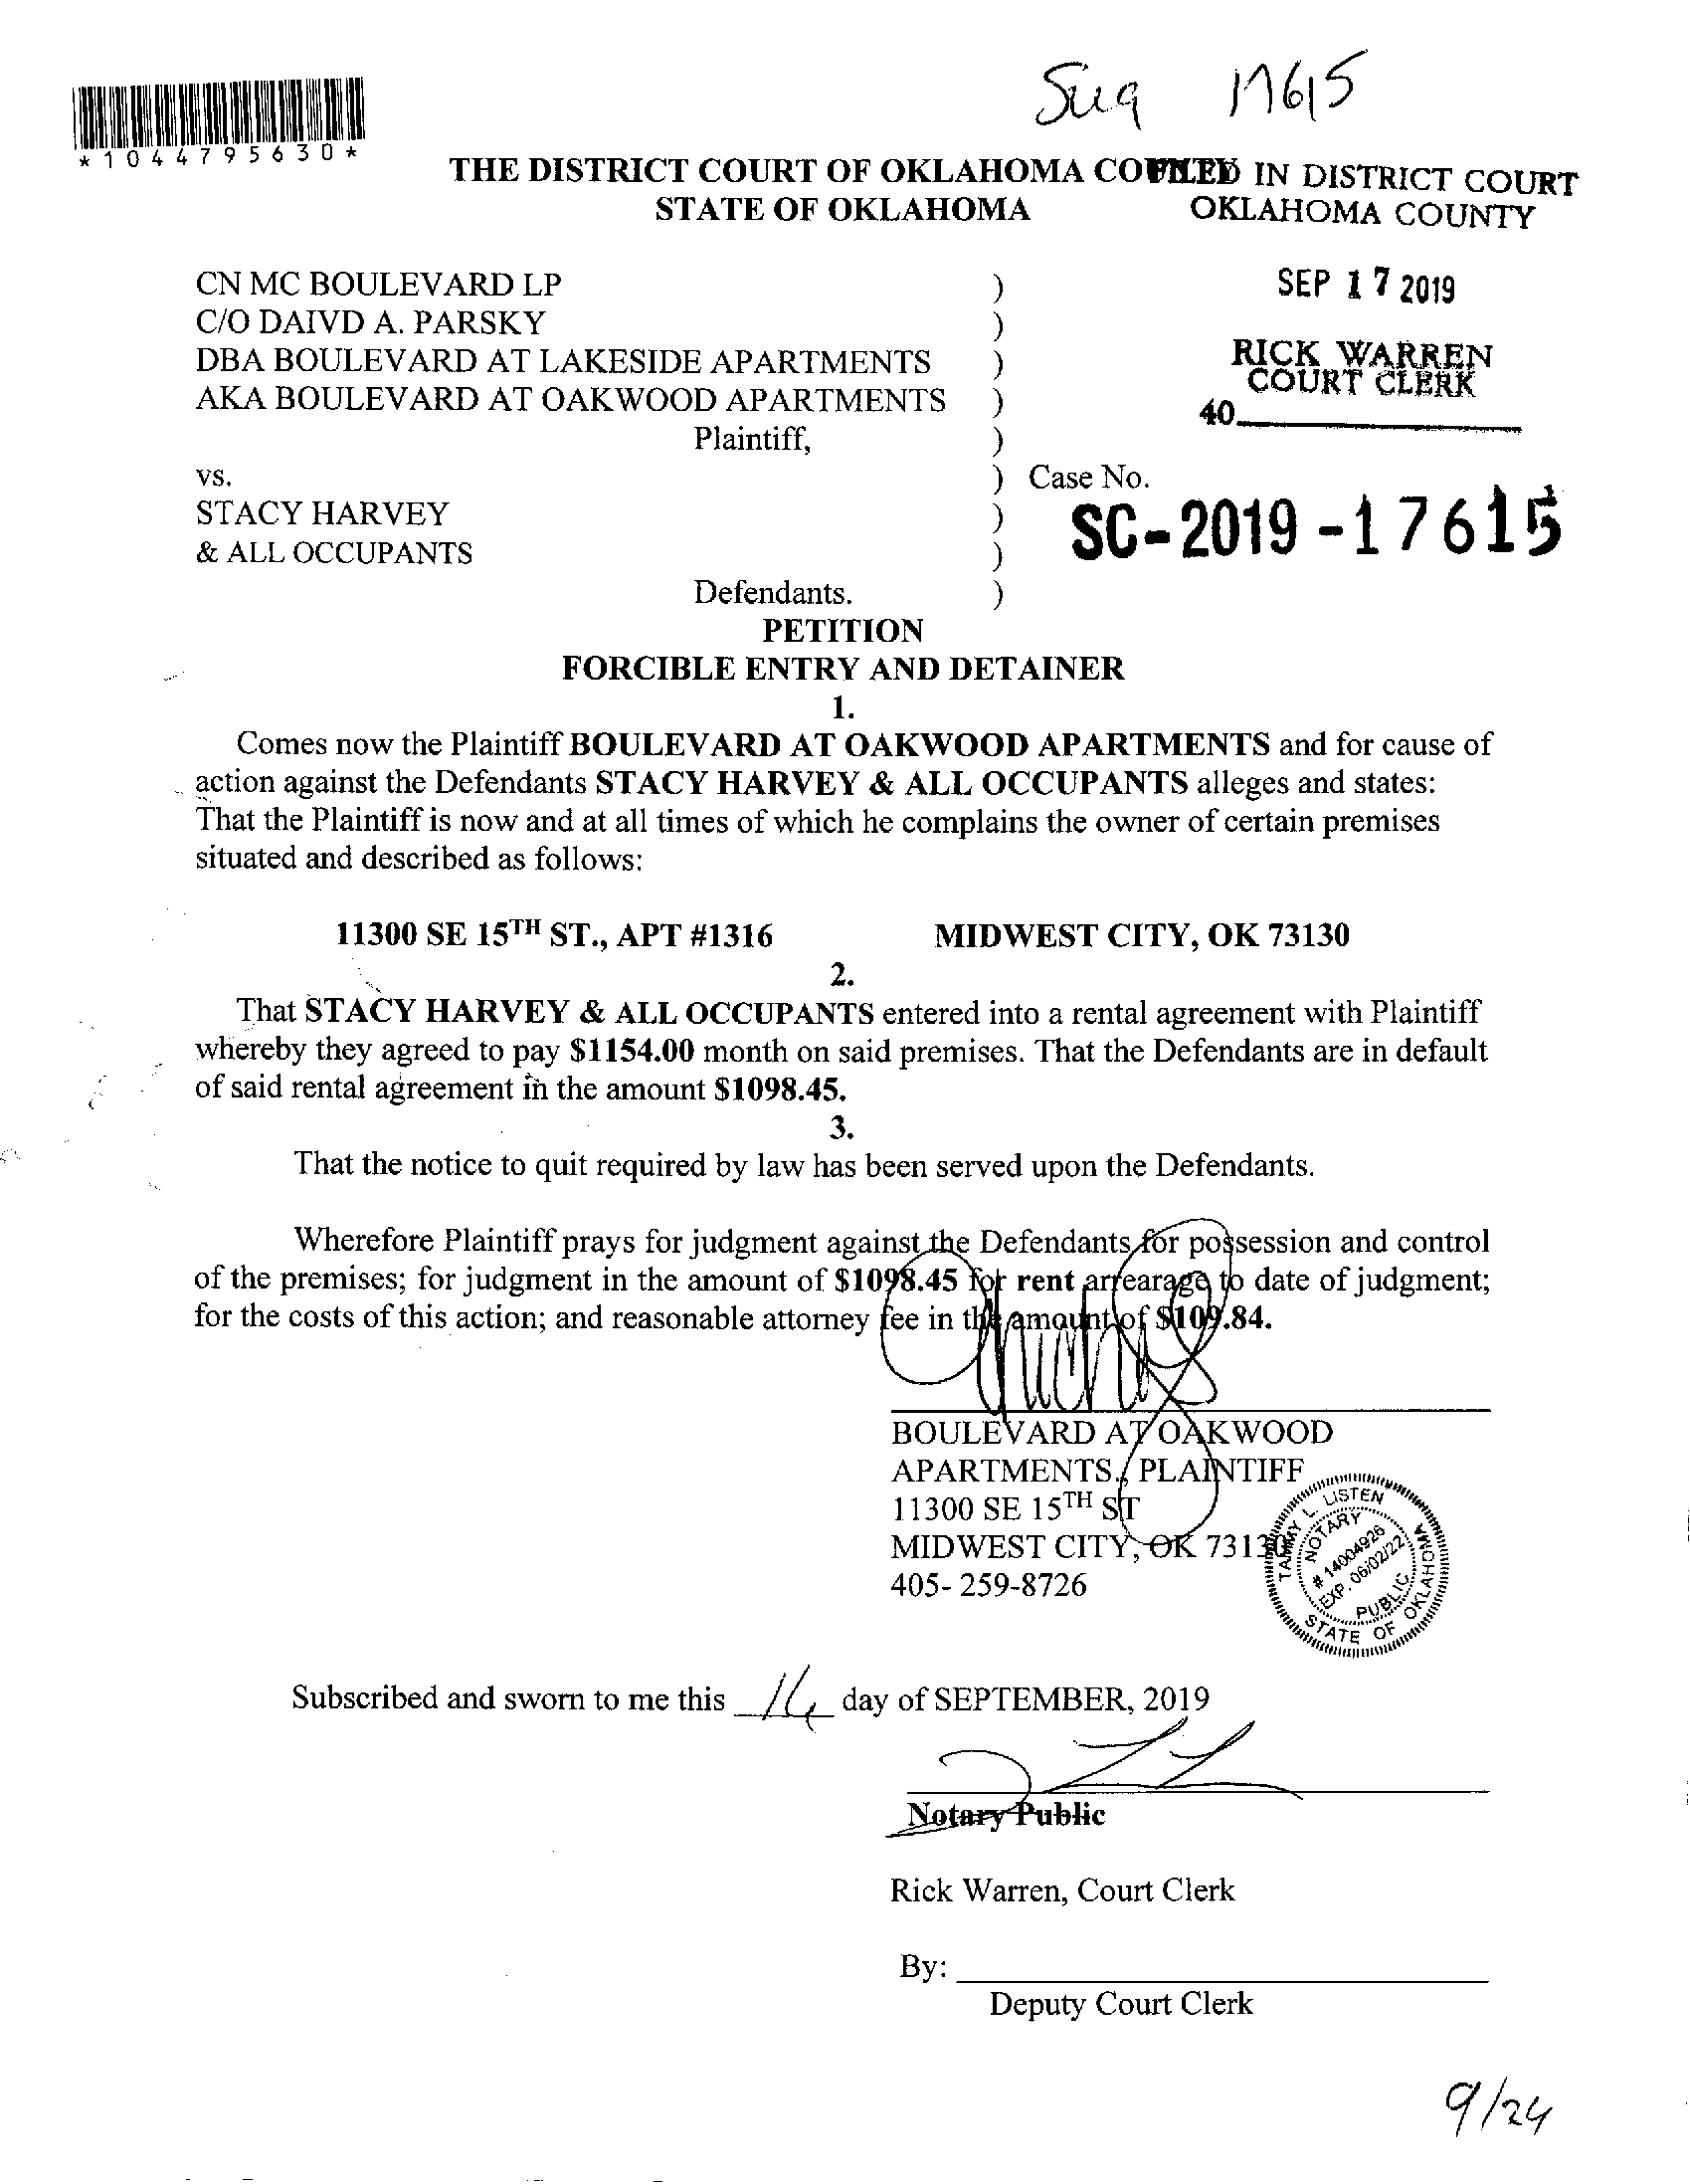 Sug 17615
*1044795630*
THE DISTRICT COURT OF OKLAHOMA COUNTY
STATE OF OKLAHOMA
FILED IN DISTRICT COURT
OKLAHOMA COUNTY
SEP 17 2019
RICK WARREN
COURT CLERK
40
CN MC BOULEVARD LP )
C/O DAIVD A. PARSKY )
DBA BOULEVARD AT LAKESIDE APARTMENTS )
AKA BOULEVARD AT OAKWOOD APARTMENTS )
Plaintiff, )
vs. ) Case No.
STACY HARVEY ) SC-2019-17615
& ALL OCCUPANTS )
Defendants. )
PETITION
FORCIBLE ENTRY AND DETAINER
1.
Comes now the Plaintiff BOULEVARD AT OAKWOOD APARTMENTS and for cause of
action against the Defendants STACY HARVEY & ALL OCCUPANTS alleges and states:
That the Plaintiff is now and at all times of which he complains the owner of certain premises
situated and described as follows:
11300 SE 15TH ST., APT #1316 MIDWEST CITY, OK 73130
2.
That STACY HARVEY & ALL OCCUPANTS entered into a rental agreement with Plaintiff
whereby they agreed to pay $1154.00 month on said premises. That the Defendants are in default
of said rental agreement in the amount $1098.45.
3.
That the notice to quit required by law has been served upon the Defendants.
Wherefore Plaintiff prays for judgment against the Defendants for possession and control
of the premises; for judgment in the amount of $1098.45 for rent arrearage to date of judgment;
for the costs of this action; and reasonable attorney fee in the amount of $109.84.
BOULEVARD AT OAKWOOD
APARTMENTS., PLAINTIFF
11300 SE 15TH ST
MIDWEST CITY, OK 73130
405- 259-8726
TAMMY L. LISTEN
NOTARY
# 14004926
EXP. 06/02/22
PUBLIC
STATE OF OKLAHOMA
Subscribed and sworn to me this 16 day of SEPTEMBER, 2019
Notary Public
Rick Warren, Court Clerk
By:
Deputy Court Clerk
9/24